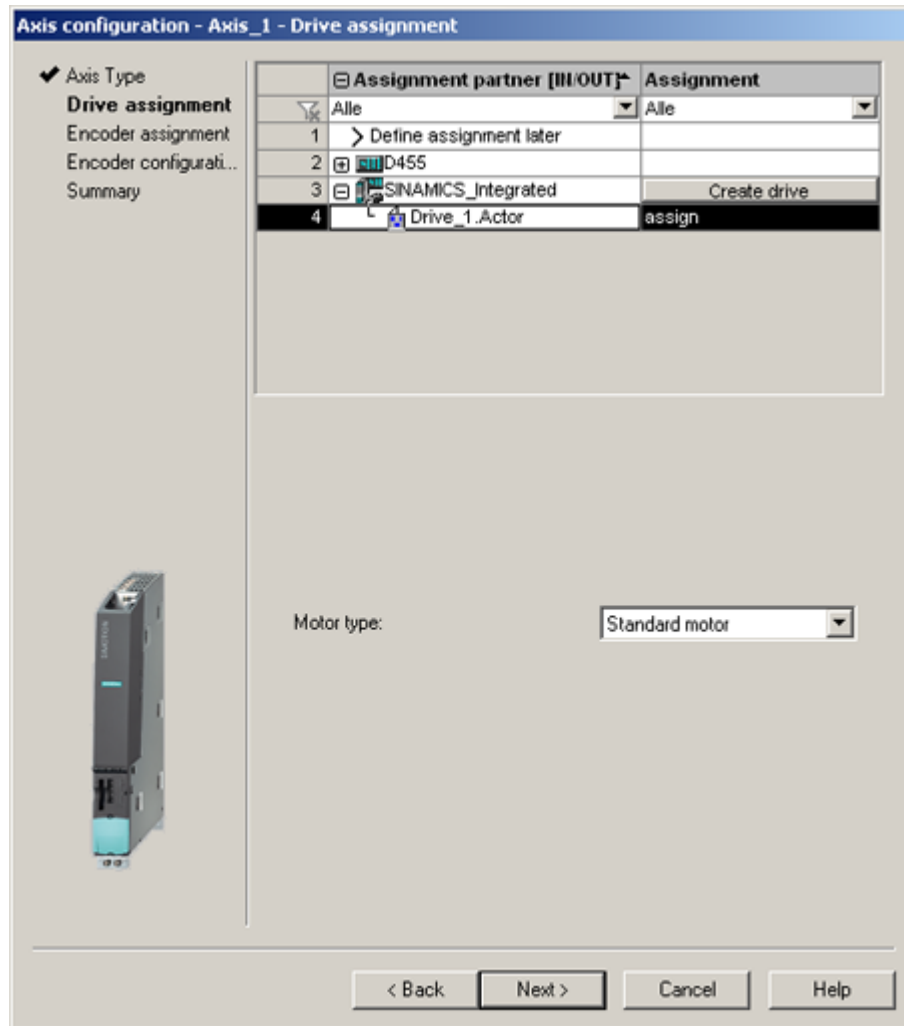 Axis configuration - Axis_1 - Drive assignment
Axis Type
Drive assignment
Encoder assignment
Encoder configurati...
Summary
Assignment partner [IN/OUT] Assignment
Alle Alle
1 Define assignment later
2 D455
3 SINAMICS_Integrated Create drive
4 Drive_1.Actor assign
Motor type: Standard motor
< Back Next > Cancel Help